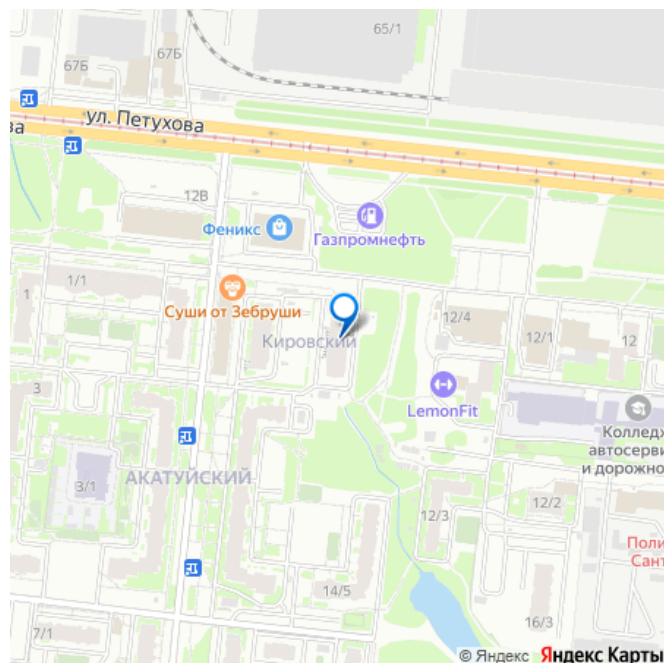 65/1
67Б
67Б
ул. Петухова
ва
12В
Феникс
Газпромнефть
1
1/1
Суши от Зебруши
Кировский
12/4
12/1
12
3
LemonFit
Колледж
автосерви
и дорожно
АКАТУЙСКИЙ
3/1
12/3
12/2
Поли
Сант
14/5
16/3
7/1
© Яндекс Яндекс Карты